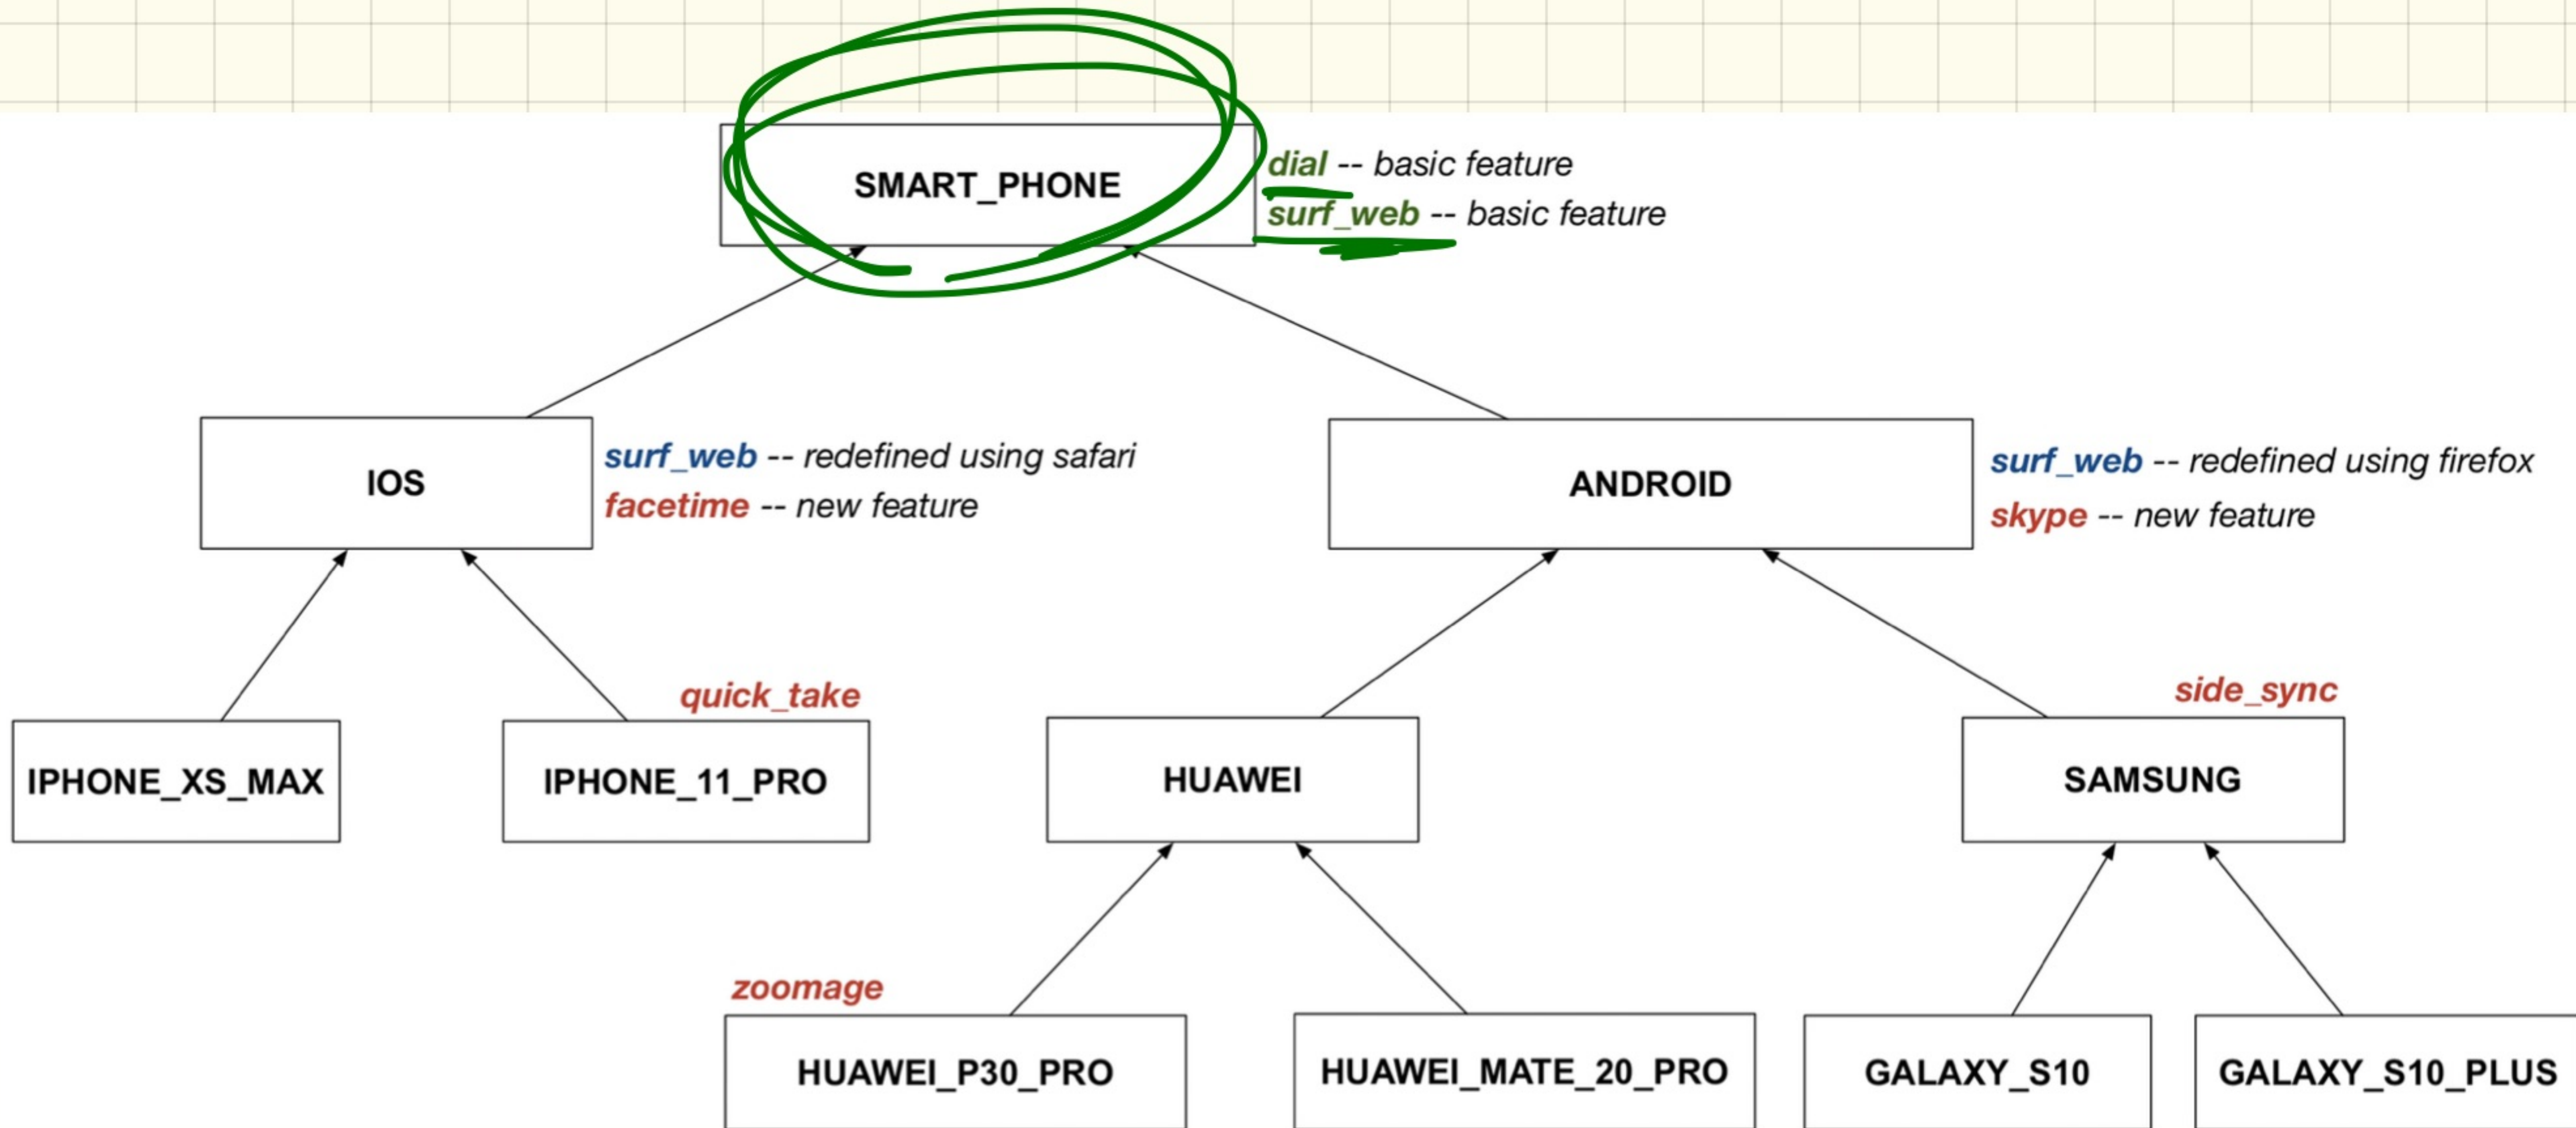 SMART_PHONE
dial -- basic feature
surf_web -- basic feature
IOS
surf_web -- redefined using safari
facetime -- new feature
ANDROID
surf_web -- redefined using firefox
skype -- new feature
IPHONE_XS_MAX
quick_take
IPHONE_11_PRO
HUAWEI
side_sync
SAMSUNG
zoomage
HUAWEI_P30_PRO
HUAWEI_MATE_20_PRO
GALAXY_S10
GALAXY_S10_PLUS